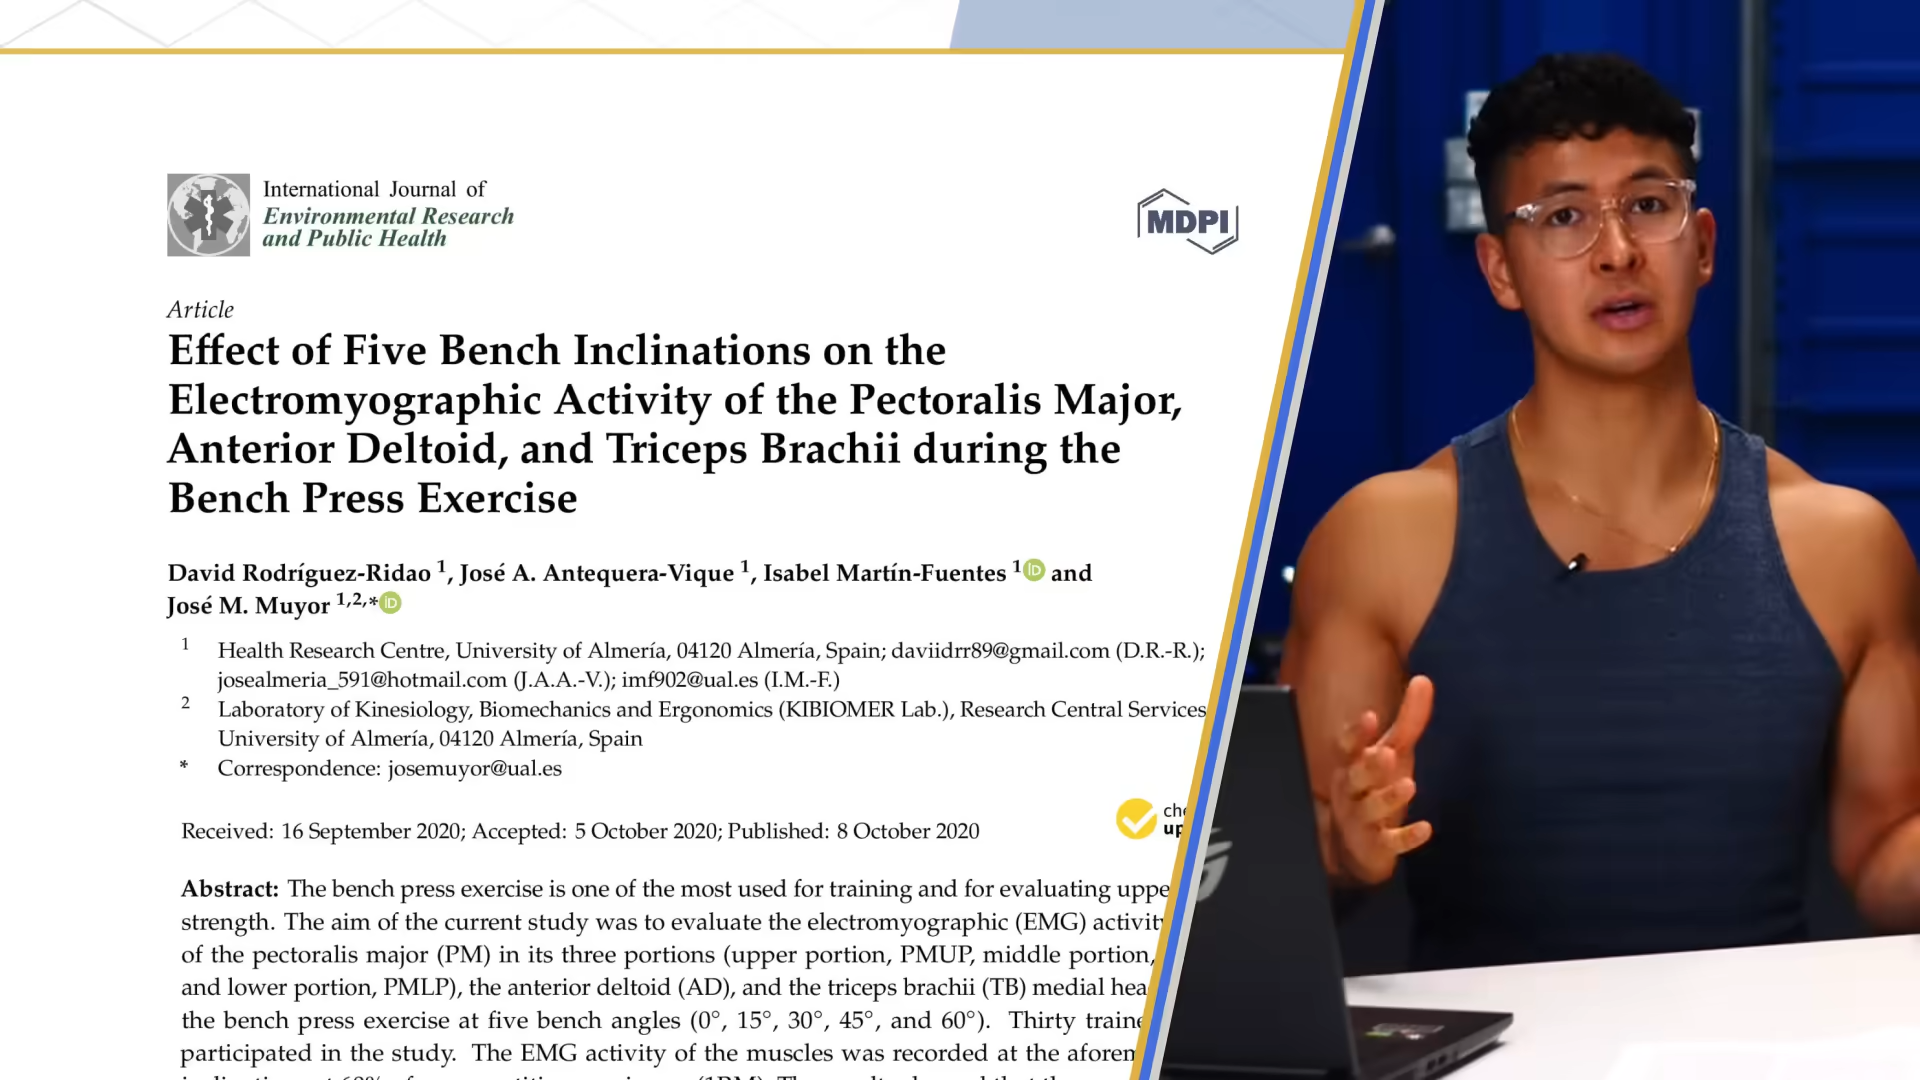 International Journal of
Environmental Research
and Public Health
MDPI
Article
Effect of Five Bench Inclinations on the
Electromyographic Activity of the Pectoralis Major,
Anterior Deltoid, and Triceps Brachii during the
Bench Press Exercise
David Rodríguez-Ridao 1, José A. Antequera-Vique 1, Isabel Martín-Fuentes 1 iD and
José M. Muyor 1,2,* iD
1 Health Research Centre, University of Almería, 04120 Almería, Spain; daviidrr89@gmail.com (D.R.-R.);
josealmeria_591@hotmail.com (J.A.A.-V.); imf902@ual.es (I.M.-F.)
2 Laboratory of Kinesiology, Biomechanics and Ergonomics (KIBIOMER Lab.), Research Central Services
University of Almería, 04120 Almería, Spain
* Correspondence: josemuyor@ual.es
che
up
Received: 16 September 2020; Accepted: 5 October 2020; Published: 8 October 2020
Abstract: The bench press exercise is one of the most used for training and for evaluating uppe
strength. The aim of the current study was to evaluate the electromyographic (EMG) activity
of the pectoralis major (PM) in its three portions (upper portion, PMUP, middle portion,
and lower portion, PMLP), the anterior deltoid (AD), and the triceps brachii (TB) medial hea
the bench press exercise at five bench angles (0°, 15°, 30°, 45°, and 60°). Thirty traine
participated in the study. The EMG activity of the muscles was recorded at the aforem